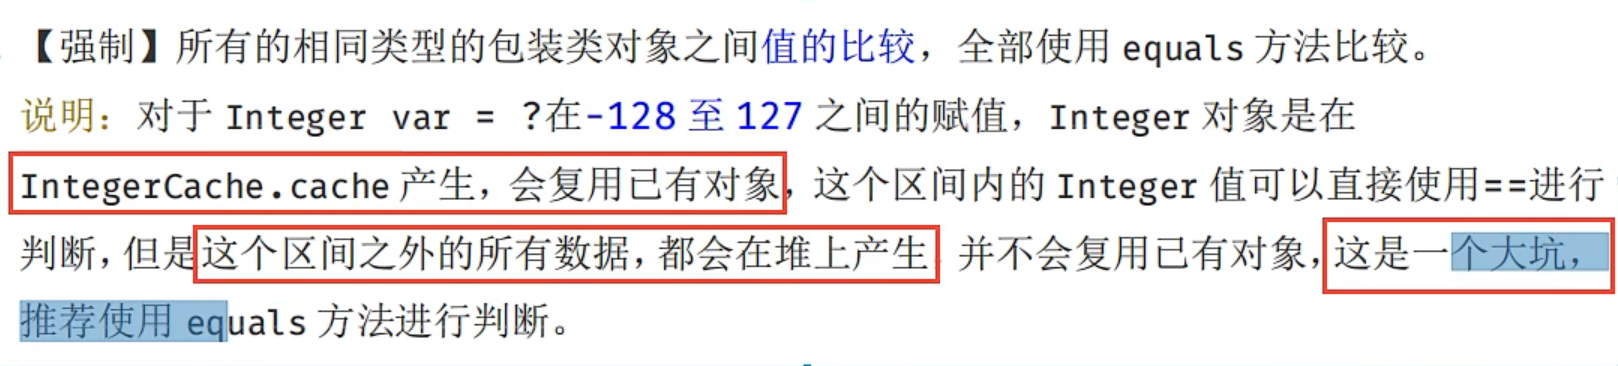 【强制】所有的相同类型的包装类对象之间值的比较，全部使用 equals 方法比较。
说明：对于 Integer var = ?在-128 至 127 之间的赋值，Integer 对象是在
IntegerCache.cache 产生，会复用已有对象，这个区间内的 Integer 值可以直接使用==进行
判断，但是这个区间之外的所有数据，都会在堆上产生，并不会复用已有对象，这是一个大坑，
推荐使用 equals 方法进行判断。